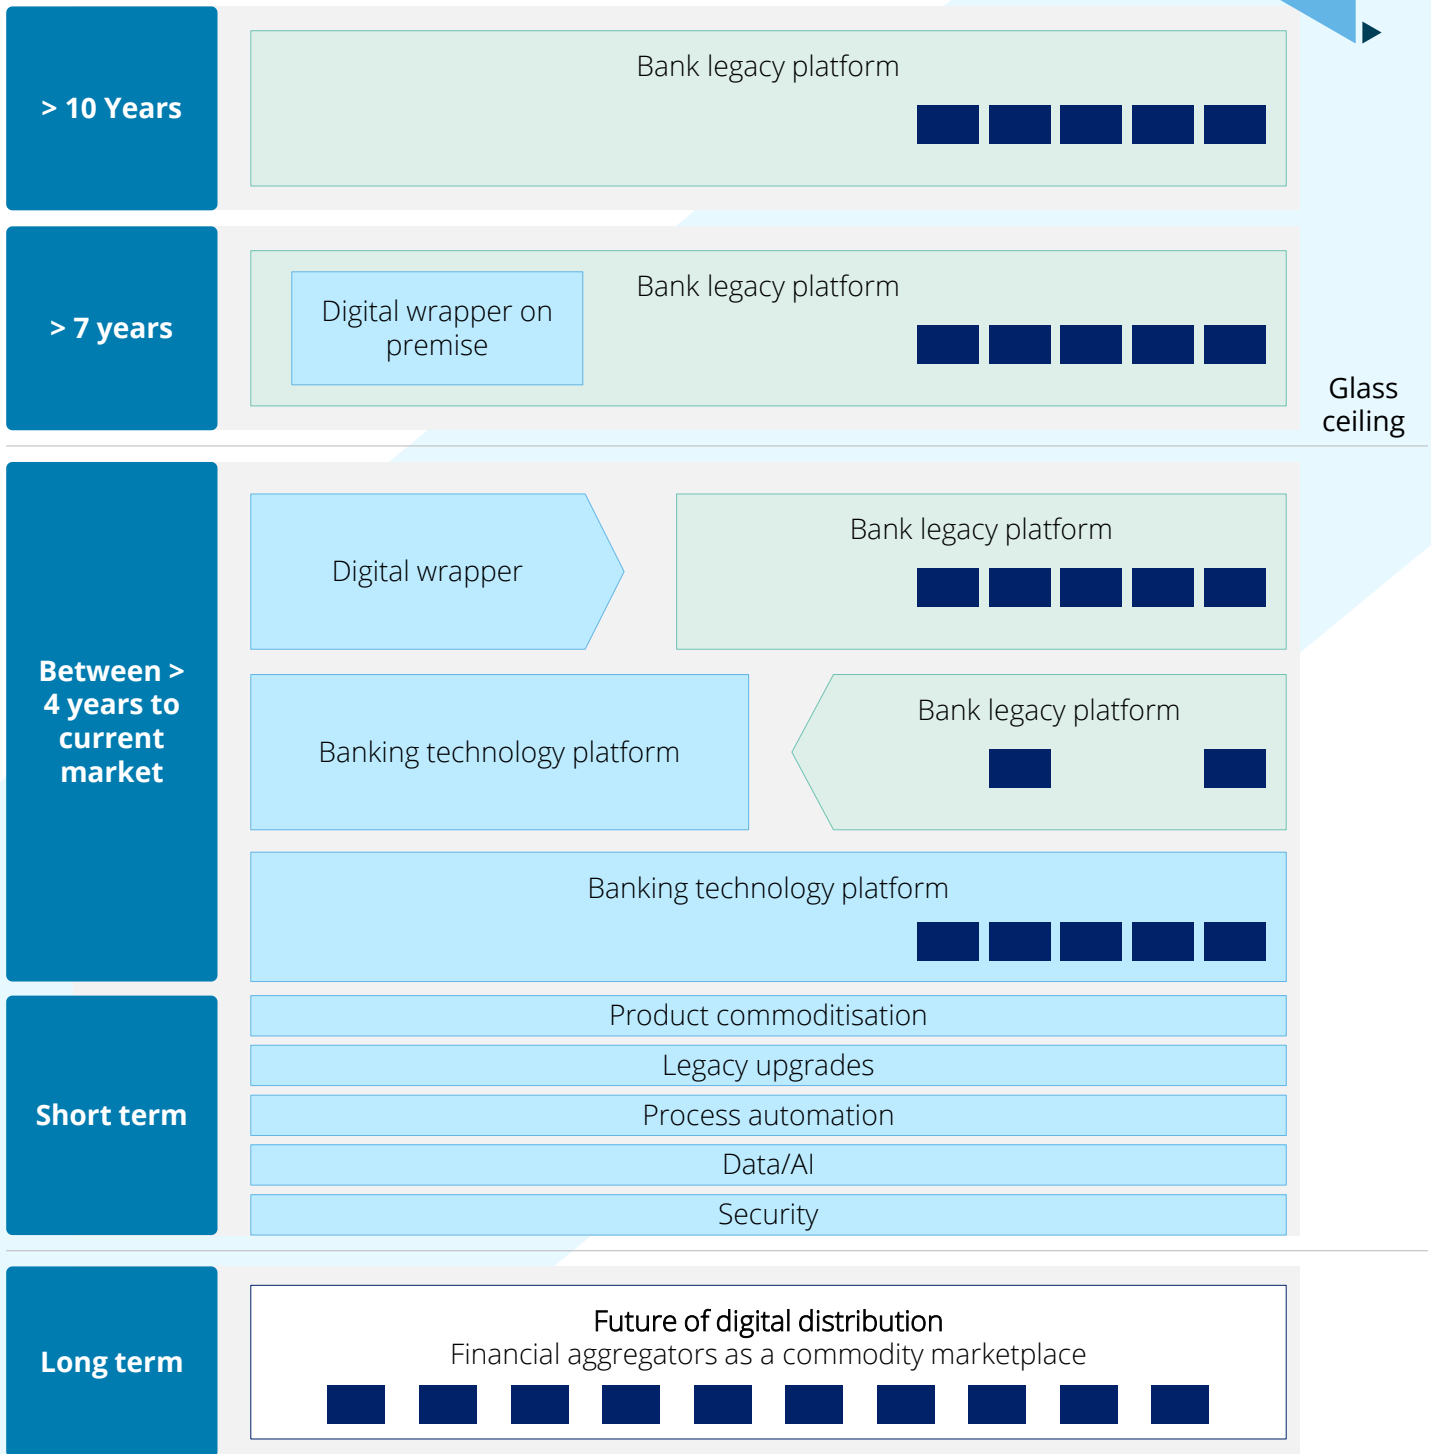 > 10 Years
Bank legacy platform
> 7 years
Digital wrapper on
premise
Bank legacy platform
Glass
ceiling
Between >
4 years to
current
market
Digital wrapper
Bank legacy platform
Banking technology platform
Bank legacy platform
Banking technology platform
Short term
Product commoditisation
Legacy upgrades
Process automation
Data/AI
Security
Long term
Future of digital distribution
Financial aggregators as a commodity marketplace